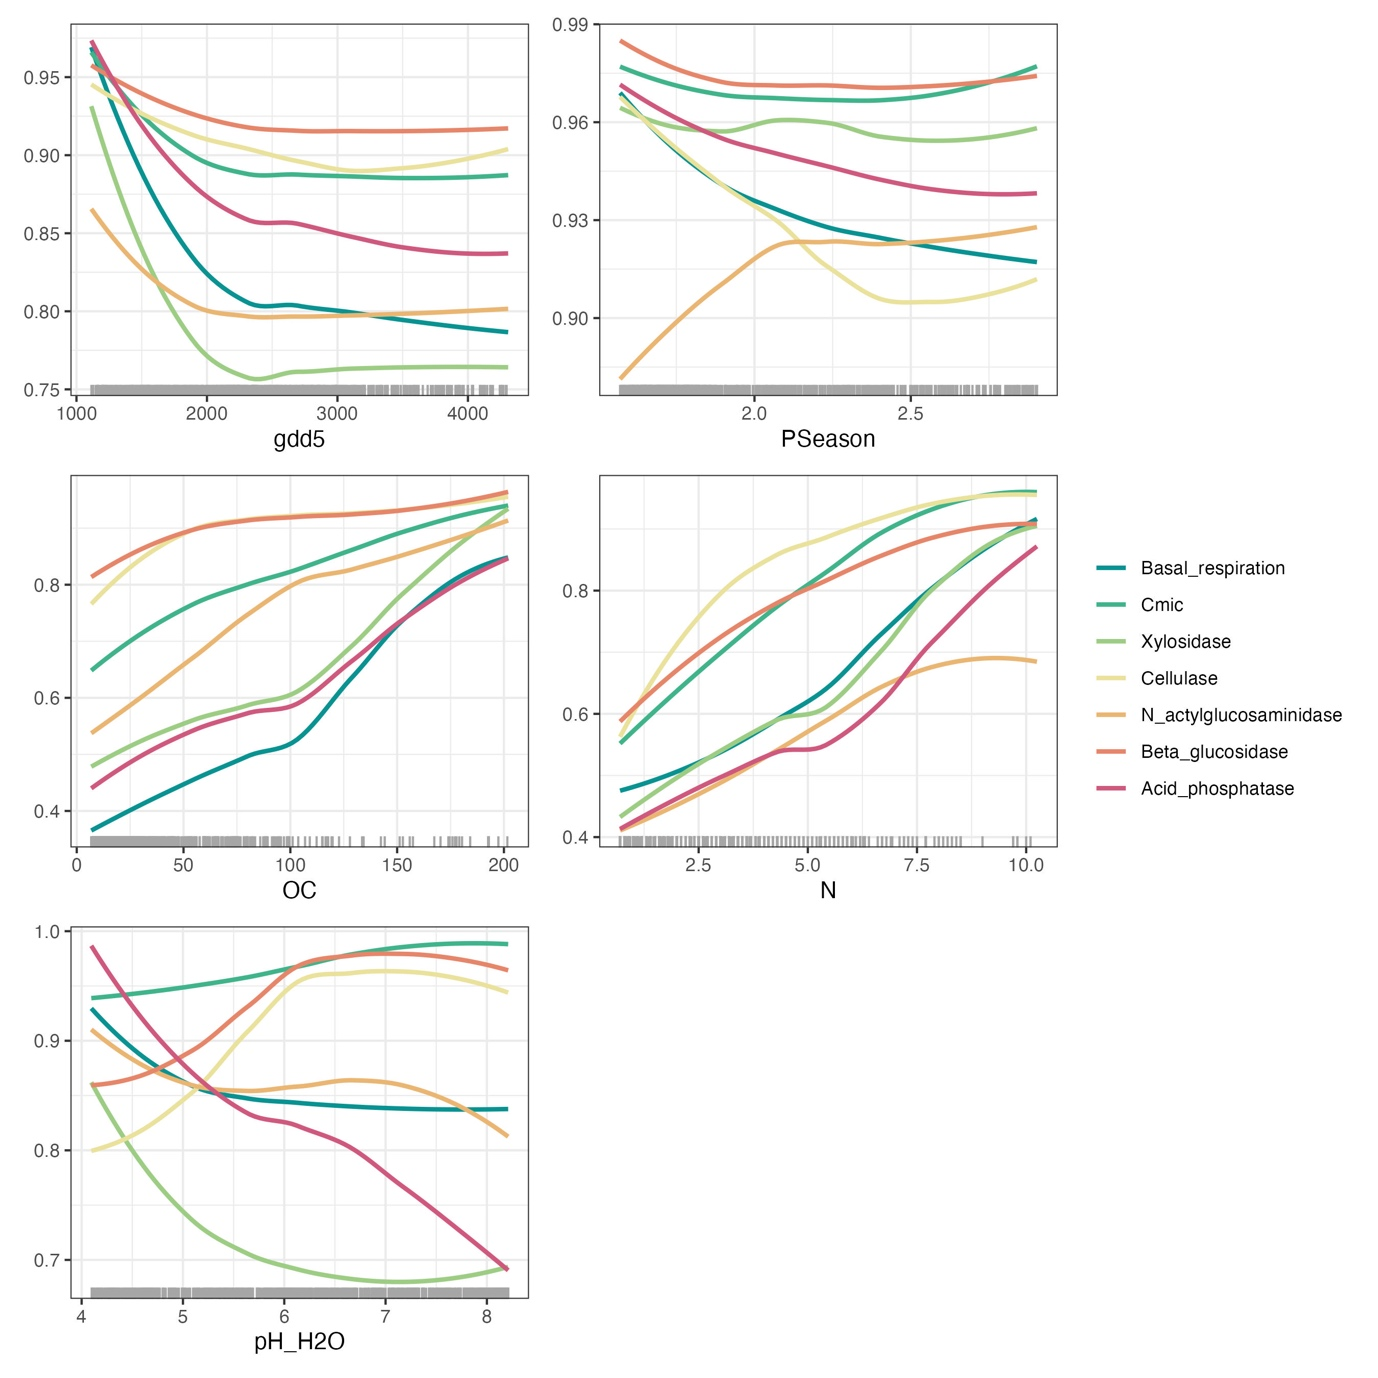 0.95
0.90
0.85
0.80
0.75
1000 2000 3000 4000
gdd5
0.99
0.96
0.93
0.90
2.0 2.5
PSeason
0.8
0.6
0.4
0 50 100 150 200
OC
0.8
0.6
0.4
2.5 5.0 7.5 10.0
N
Basal_respiration
Cmic
Xylosidase
Cellulase
N_actylglucosaminidase
Beta_glucosidase
Acid_phosphatase
1.0
0.9
0.8
0.7
4 5 6 7 8
pH_H2O